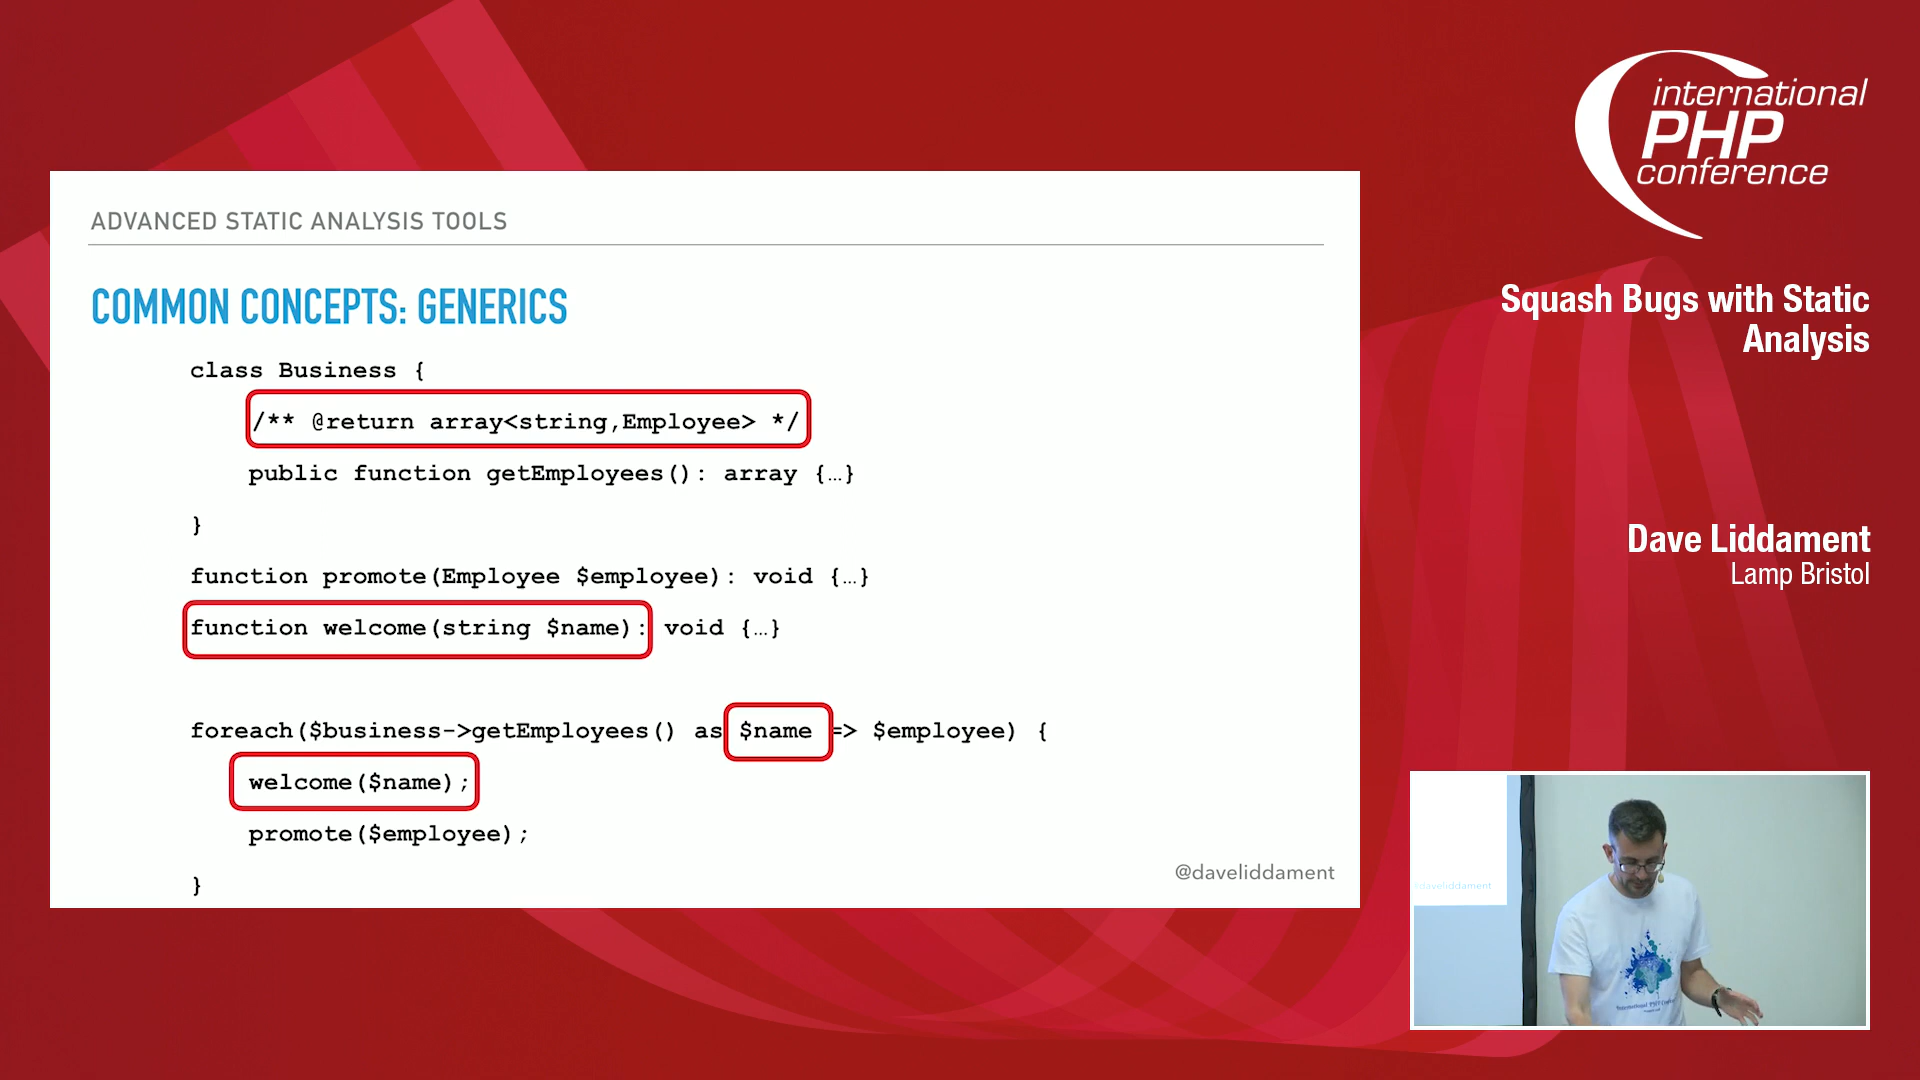 ADVANCED STATIC ANALYSIS TOOLS
COMMON CONCEPTS: GENERICS
class Business {
/** @return array<string,Employee> */
public function getEmployees(): array {…}
}
function promote(Employee $employee): void {…}
function welcome(string $name): void {…}
foreach($business->getEmployees() as $name => $employee) {
welcome($name);
promote($employee);
}
@daveliddament
international
PHP
conference
Squash Bugs with Static
Analysis
Dave Liddament
Lamp Bristol
daveliddament